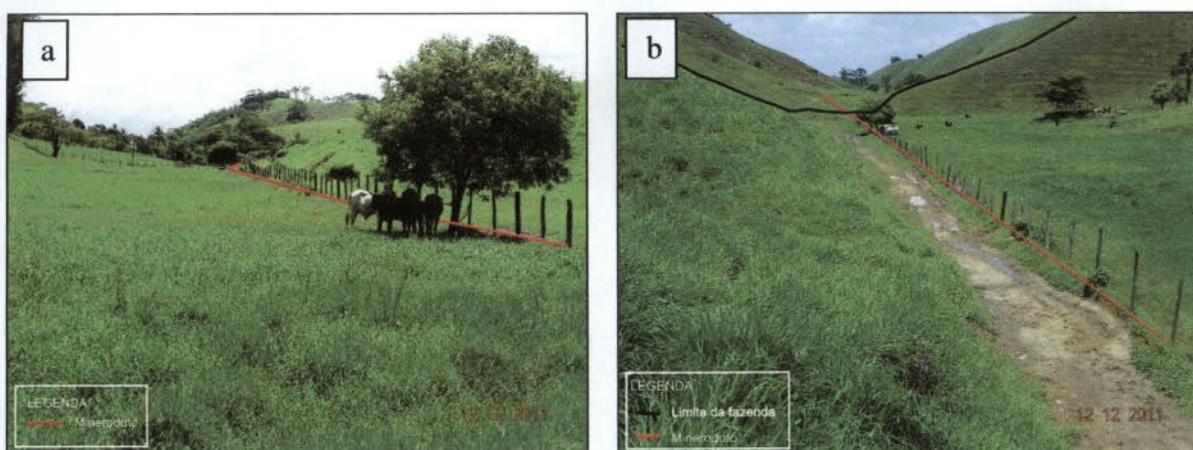 a
LEGENDA
Mineroduto
12 12 2011
b
LEGENDA
Limite da fazenda
Mineroduto
12 12 2011